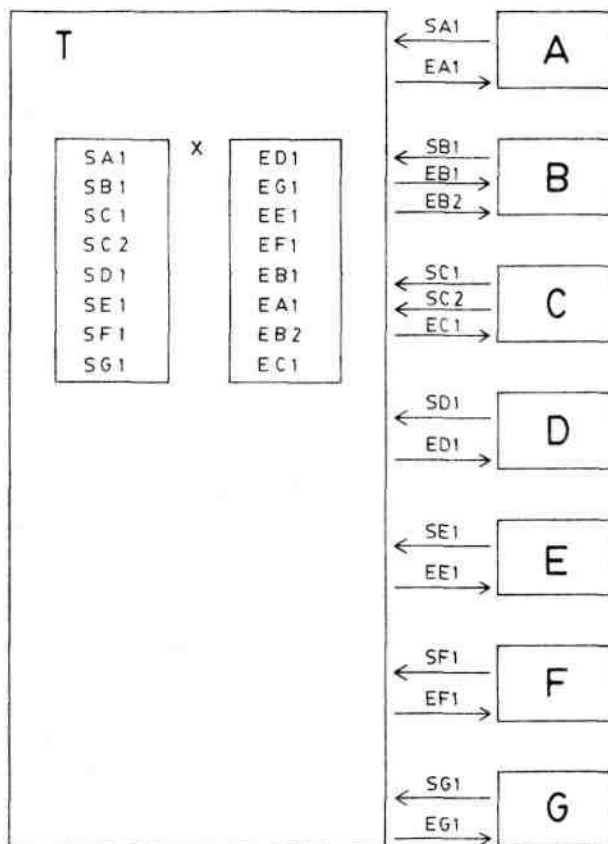 T
X
SA1 ED1
SB1 EG1
SC1 EE1
SC2 EF1
SD1 EB1
SE1 EA1
SF1 EB2
SG1 EC1
SA1
EA1
A
SB1
EB1
EB2
B
SC1
SC2
EC1
C
SD1
ED1
D
SE1
EE1
E
SF1
EF1
F
SG1
EG1
G